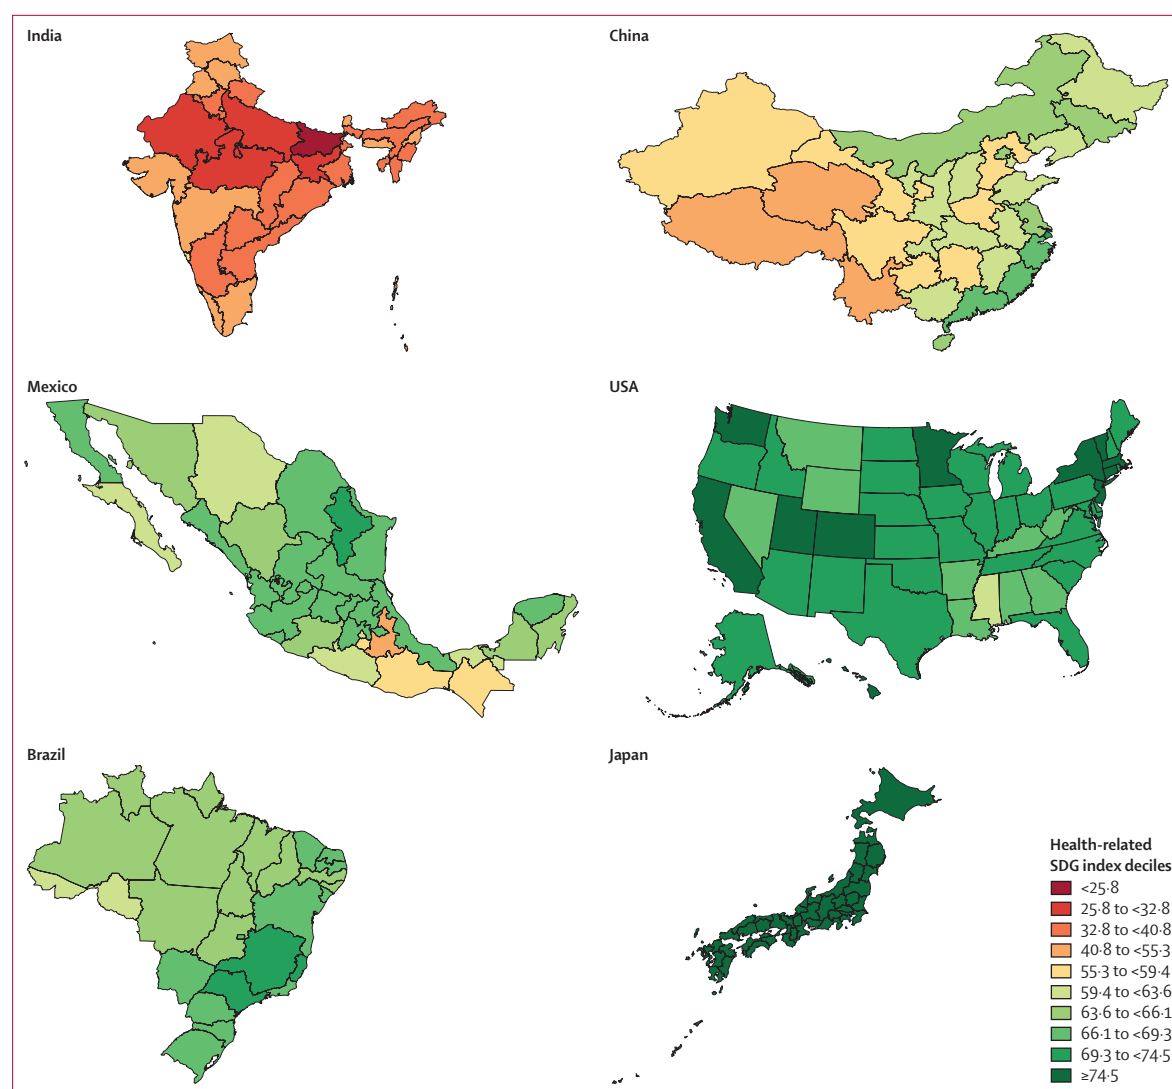 India
China
Mexico
USA
Brazil
Japan
Health-related
SDG index deciles
<25·8
25·8 to <32·8
32·8 to <40·8
40·8 to <55·3
55·3 to <59·4
59·4 to <63·6
63·6 to <66·1
66·1 to <69·3
69·3 to <74·5
≥74·5